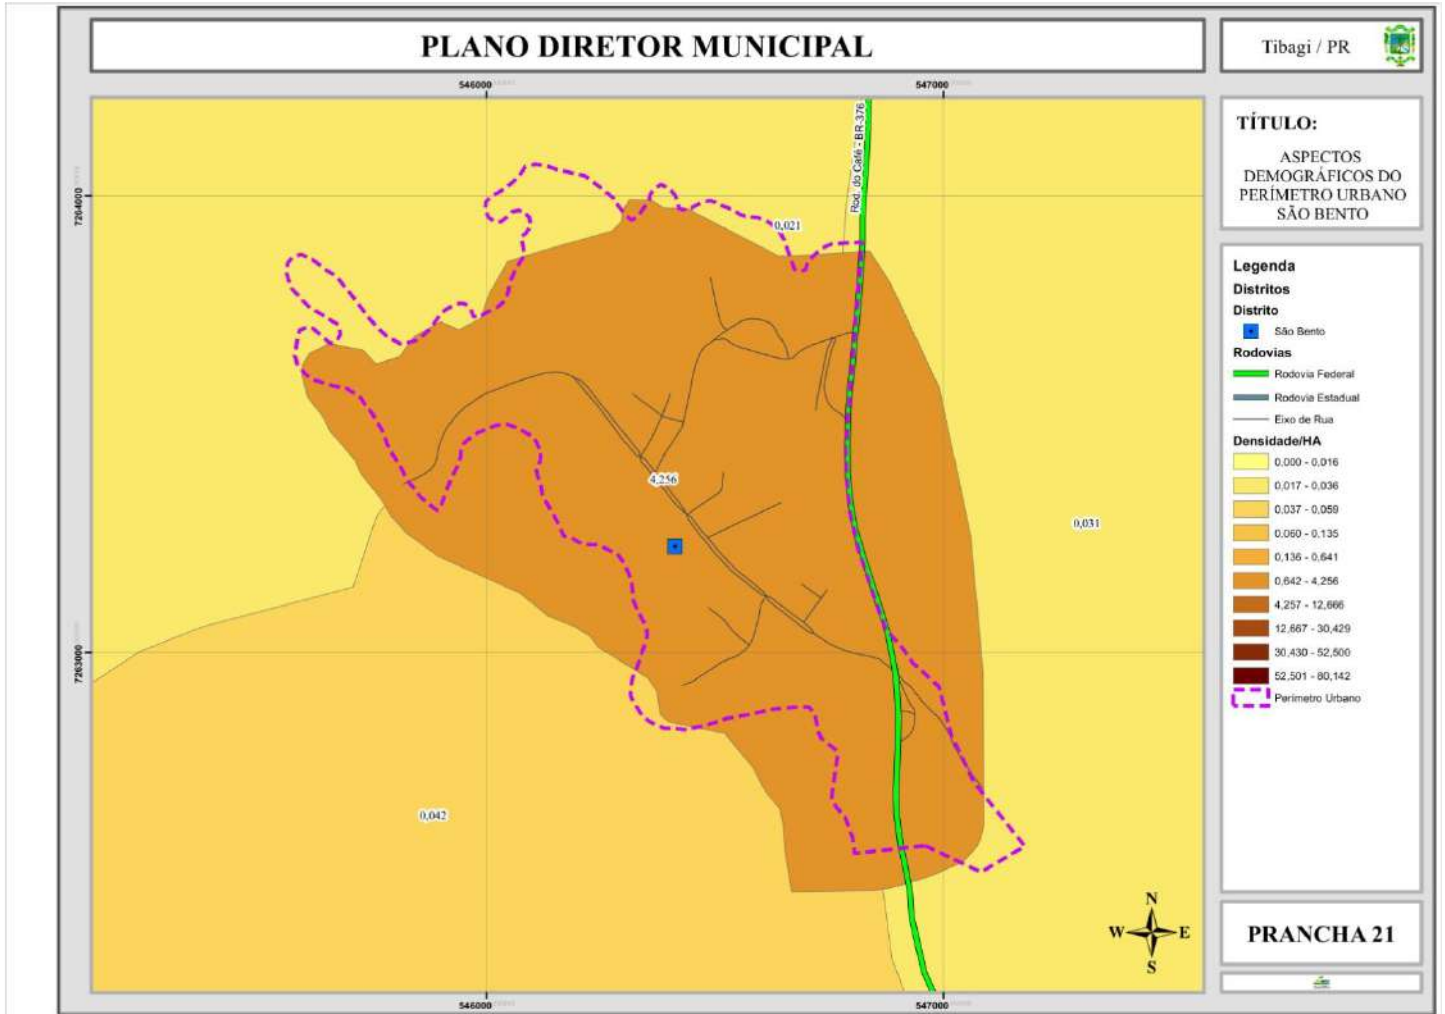 PLANO DIRETOR MUNICIPAL
Tibagi / PR
546000
547000
7264000
7263000
Rod. do Café - BR-376
0,021
4,256
0,031
0,042
N
W
E
S
546000
547000
TÍTULO:
ASPECTOS
DEMOGRÁFICOS DO
PERÍMETRO URBANO
SÃO BENTO
Legenda
Distritos
Distrito
São Bento
Rodovias
Rodovia Federal
Rodovia Estadual
Eixo de Rua
Densidade/HA
0,000 - 0,016
0,017 - 0,036
0,037 - 0,059
0,060 - 0,135
0,136 - 0,641
0,642 - 4,256
4,257 - 12,666
12,667 - 30,429
30,430 - 52,500
52,501 - 80,142
Perímetro Urbano
PRANCHA 21